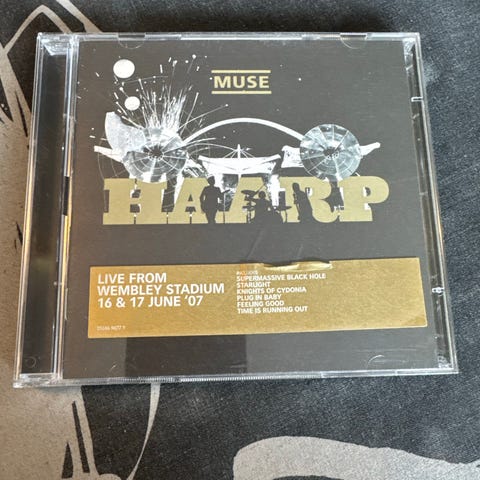 MUSE
HAARP
LIVE FROM
WEMBLEY STADIUM
16 & 17 JUNE '07
INCLUDES
SUPERMASSIVE BLACK HOLE
STARLIGHT
KNIGHTS OF CYDONIA
PLUG IN BABY
FEELING GOOD
TIME IS RUNNING OUT